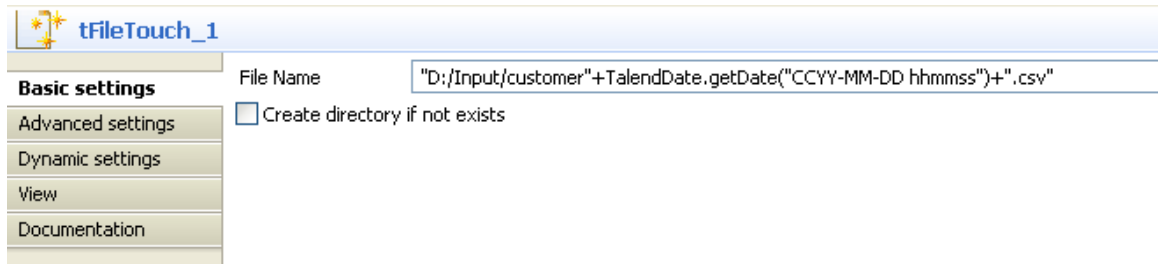 tFileTouch_1
Basic settings
File Name "D:/Input/customer"+TalendDate.getDate("CCYY-MM-DD hhmmss")+".csv"
Advanced settings
Create directory if not exists
Dynamic settings
View
Documentation